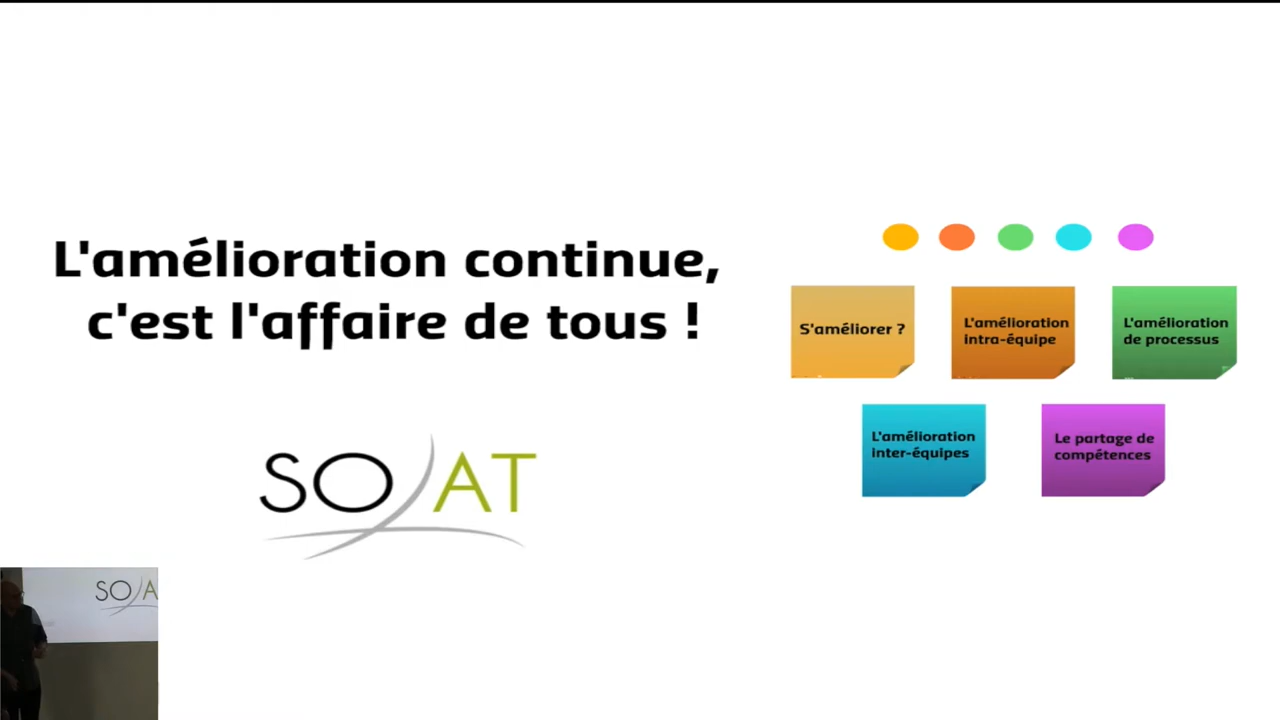 L'amélioration continue,
c'est l'affaire de tous !
SOAT
S'améliorer ?
L'amélioration
intra-équipe
L'amélioration
de processus
L'amélioration
inter-équipes
Le partage de
compétences
SOA